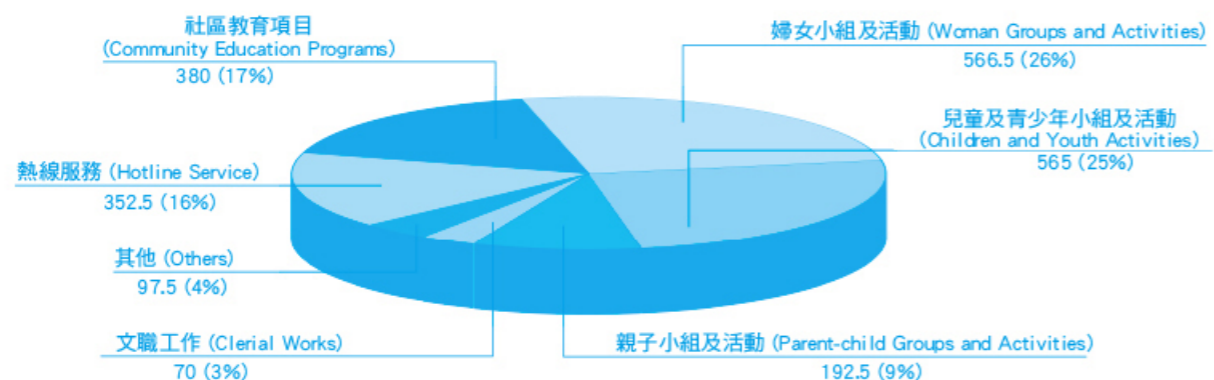 社區教育項目
(Community Education Programs)
380 (17%)
婦女小組及活動 (Woman Groups and Activities)
566.5 (26%)
兒童及青少年小組及活動
(Children and Youth Activities)
565 (25%)
熱線服務 (Hotline Service)
352.5 (16%)
其他 (Others)
97.5 (4%)
文職工作 (Clerial Works)
70 (3%)
親子小組及活動 (Parent-child Groups and Activities)
192.5 (9%)